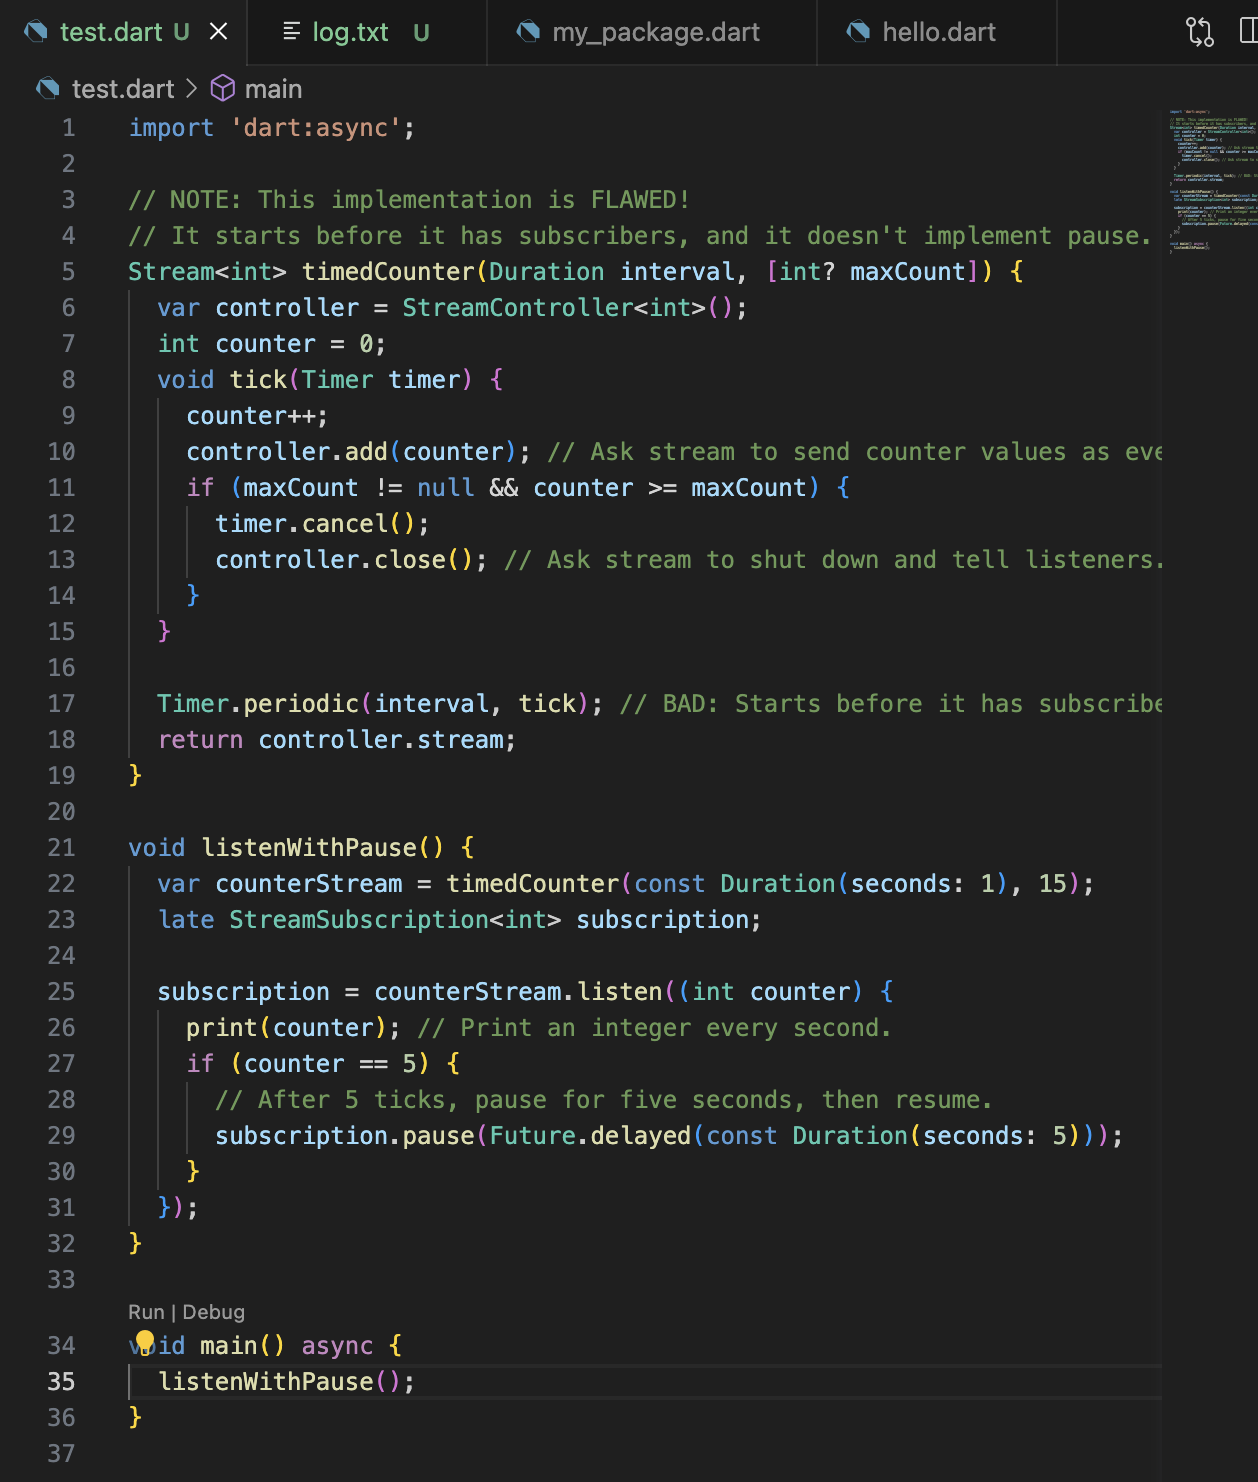 test.dart U
log.txt U
my_package.dart
hello.dart
test.dart > main
1 import 'dart:async';
2
3 // NOTE: This implementation is FLAWED!
4 // It starts before it has subscribers, and it doesn't implement pause.
5 Stream<int> timedCounter(Duration interval, [int? maxCount]) {
6   var controller = StreamController<int>();
7   int counter = 0;
8   void tick(Timer timer) {
9     counter++;
10     controller.add(counter); // Ask stream to send counter values as eve
11     if (maxCount != null && counter >= maxCount) {
12       timer.cancel();
13       controller.close(); // Ask stream to shut down and tell listeners.
14     }
15   }
16
17   Timer.periodic(interval, tick); // BAD: Starts before it has subscribe
18   return controller.stream;
19 }
20
21 void listenWithPause() {
22   var counterStream = timedCounter(const Duration(seconds: 1), 15);
23   late StreamSubscription<int> subscription;
24
25   subscription = counterStream.listen((int counter) {
26     print(counter); // Print an integer every second.
27     if (counter == 5) {
28       // After 5 ticks, pause for five seconds, then resume.
29       subscription.pause(Future.delayed(const Duration(seconds: 5)));
30     }
31   });
32 }
33
Run | Debug
34 void main() async {
35   listenWithPause();
36 }
37